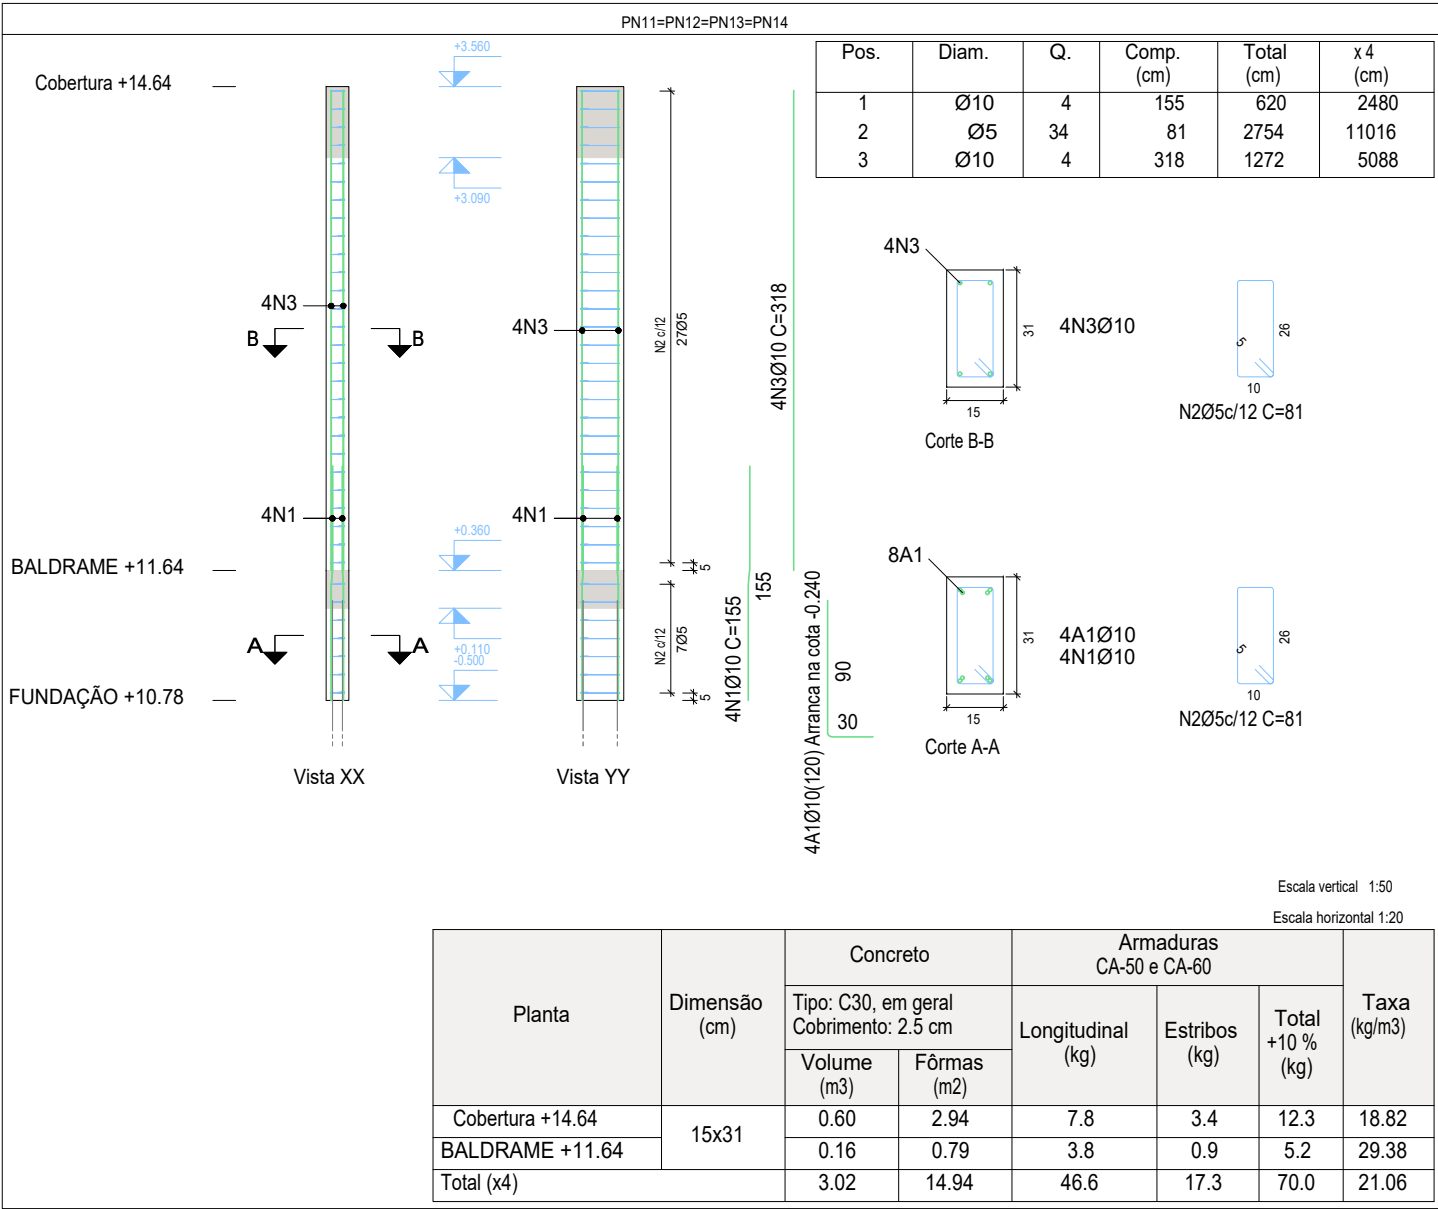 PN11=PN12=PN13=PN14
Pos. Diam. Q. Comp. (cm) Total (cm) x 4 (cm)
1 Ø10 4 155 620 2480
2 Ø5 34 81 2754 11016
3 Ø10 4 318 1272 5088
Cobertura +14.64
+3.560
+3.090
4N3
B B
4N1
BALDRAME +11.64
A A
FUNDAÇÃO +10.78
Vista XX
+0.360
+0.110
-0.500
4N3
4N1
Vista YY
N2 c/12
27Ø5
5
N2 c/12
7Ø5
5
4N1Ø10 C=155
155
4N3Ø10 C=318
4A1Ø10(120) Arranca na cota -0.240
90
30
4N3
31
15
4N3Ø10
Corte B-B
5
26
10
N2Ø5c/12 C=81
8A1
31
15
4A1Ø10
4N1Ø10
Corte A-A
5
26
10
N2Ø5c/12 C=81
Escala vertical 1:50
Escala horizontal 1:20
Planta
Dimensão
(cm)
Concreto
Tipo: C30, em geral
Cobrimento: 2.5 cm
Volume
(m3)
Fôrmas
(m2)
Armaduras
CA-50 e CA-60
Longitudinal
(kg)
Estribos
(kg)
Total
+10 %
(kg)
Taxa
(kg/m3)
Cobertura +14.64 15x31 0.60 2.94 7.8 3.4 12.3 18.82
BALDRAME +11.64 0.16 0.79 3.8 0.9 5.2 29.38
Total (x4) 3.02 14.94 46.6 17.3 70.0 21.06